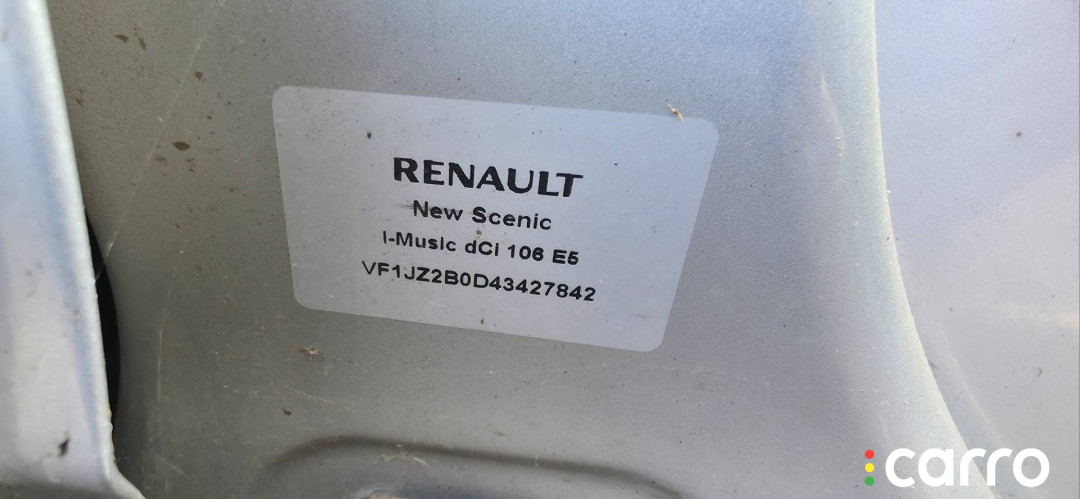 RENAULT
New Scenic
I-Music dCi 106 E5
VF1JZ2B0D43427842
carro